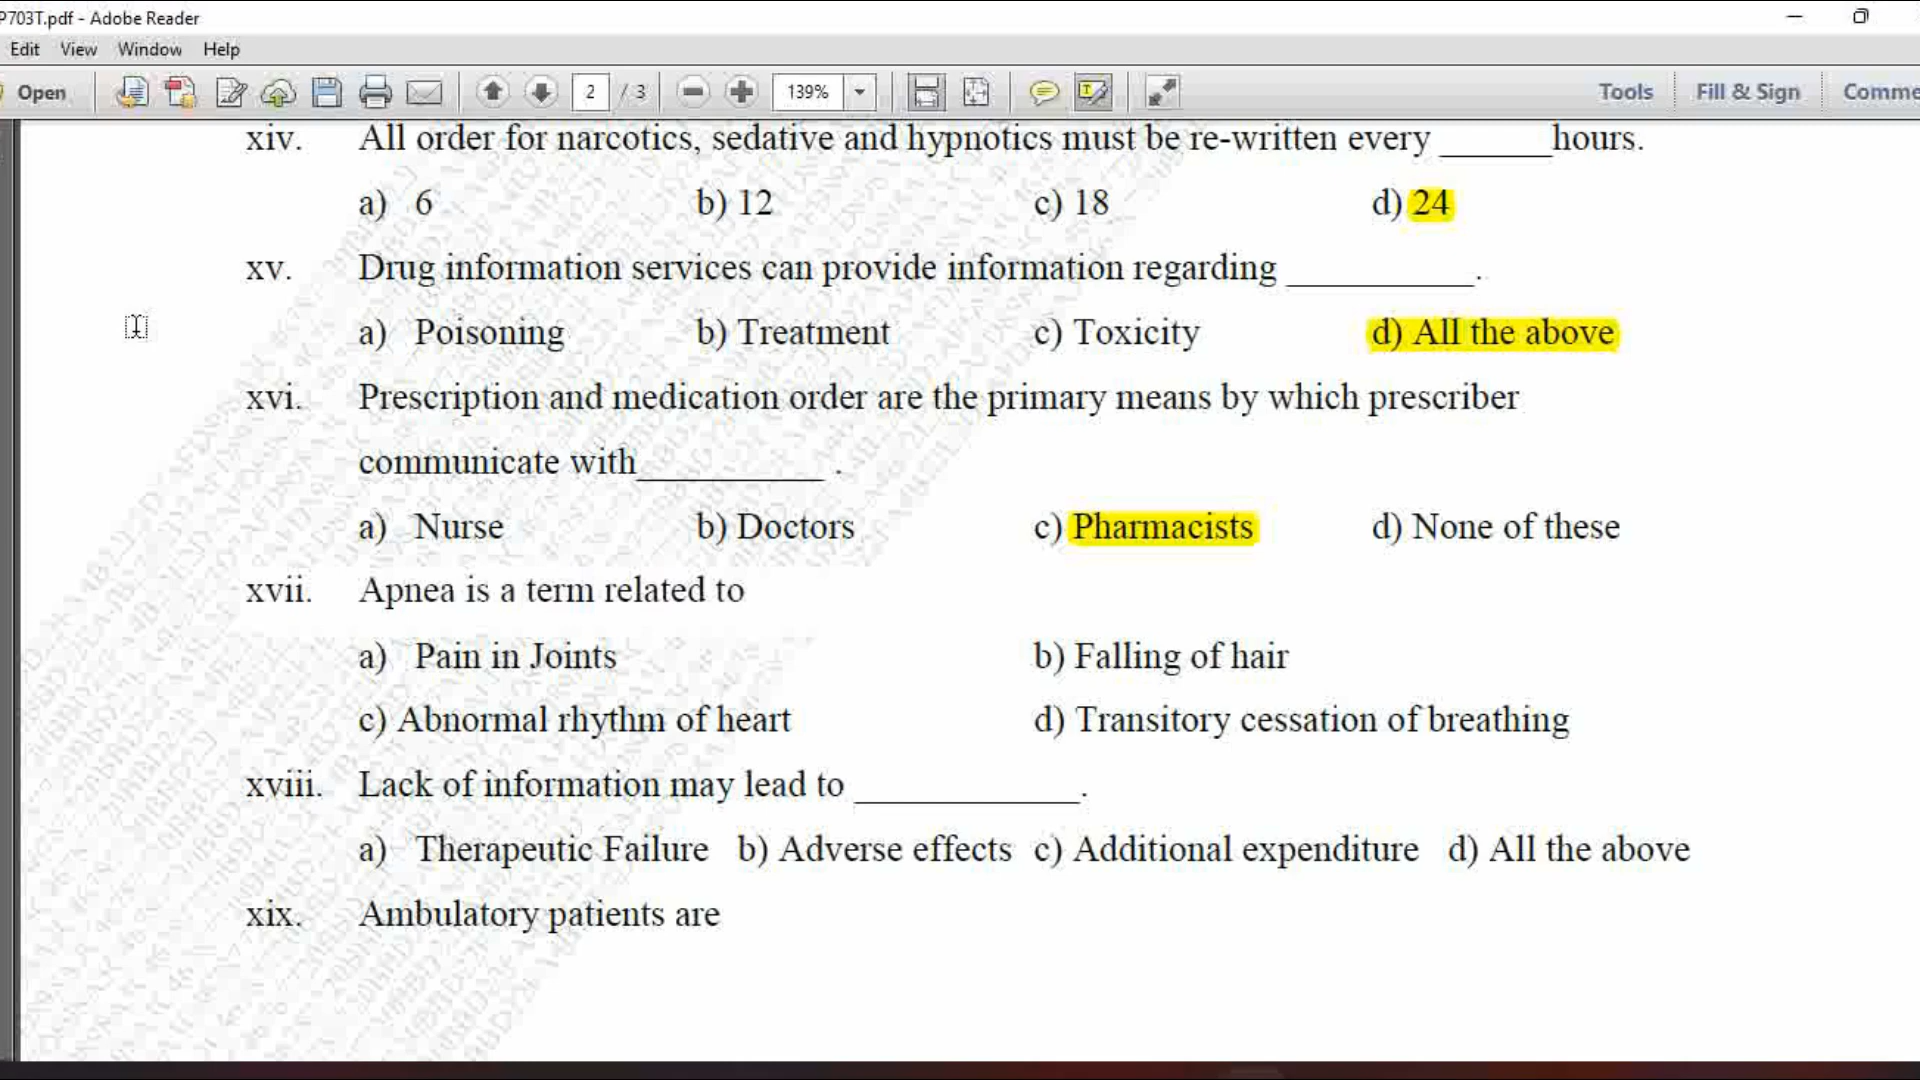 P703T.pdf - Adobe Reader
Edit View Window Help
Open 2 / 3 139% Tools Fill & Sign Comme
xiv. All order for narcotics, sedative and hypnotics must be re-written every ______hours.
a) 6 b) 12 c) 18 d) 24
xv. Drug information services can provide information regarding __________.
a) Poisoning b) Treatment c) Toxicity d) All the above
xvi. Prescription and medication order are the primary means by which prescriber
communicate with__________ .
a) Nurse b) Doctors c) Pharmacists d) None of these
xvii. Apnea is a term related to
a) Pain in Joints b) Falling of hair
c) Abnormal rhythm of heart d) Transitory cessation of breathing
xviii. Lack of information may lead to ____________.
a) Therapeutic Failure b) Adverse effects c) Additional expenditure d) All the above
xix. Ambulatory patients are